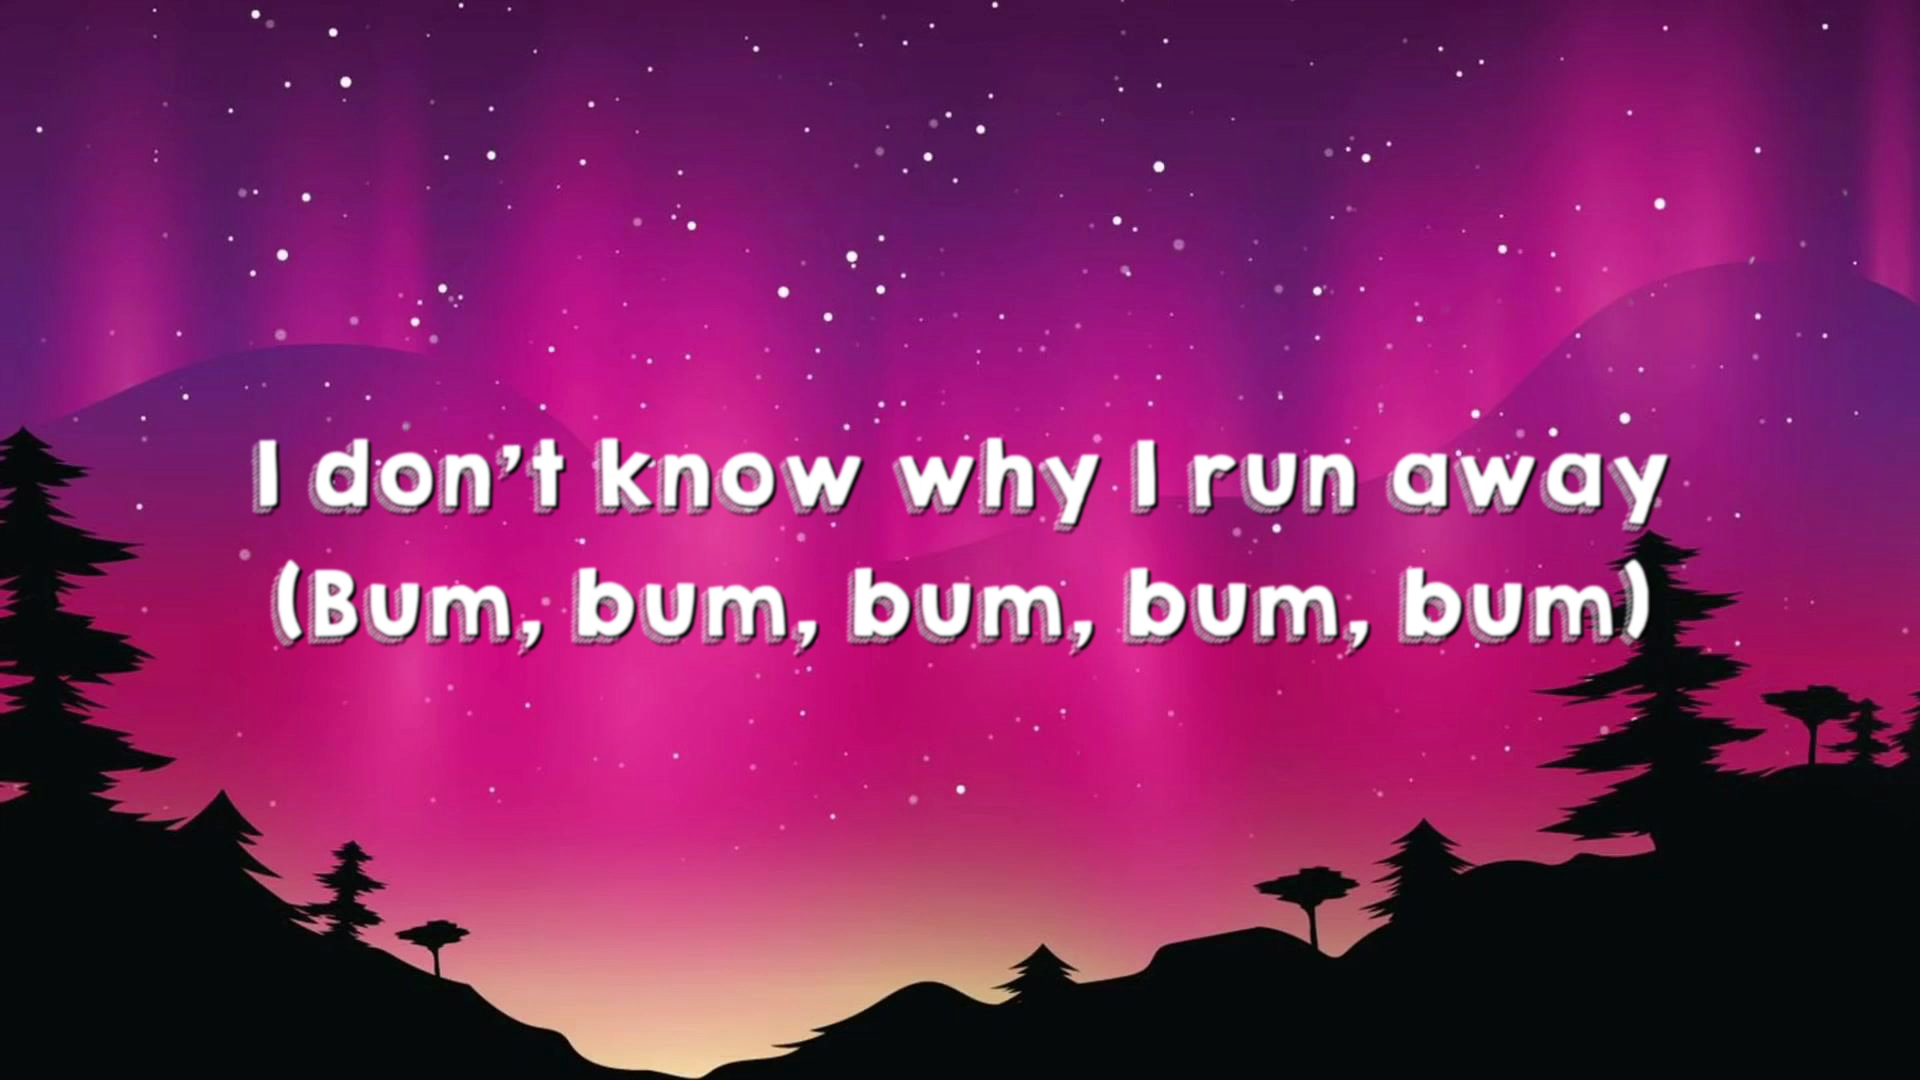 I don’t know why I run away
(Bum, bum, bum, bum, bum)